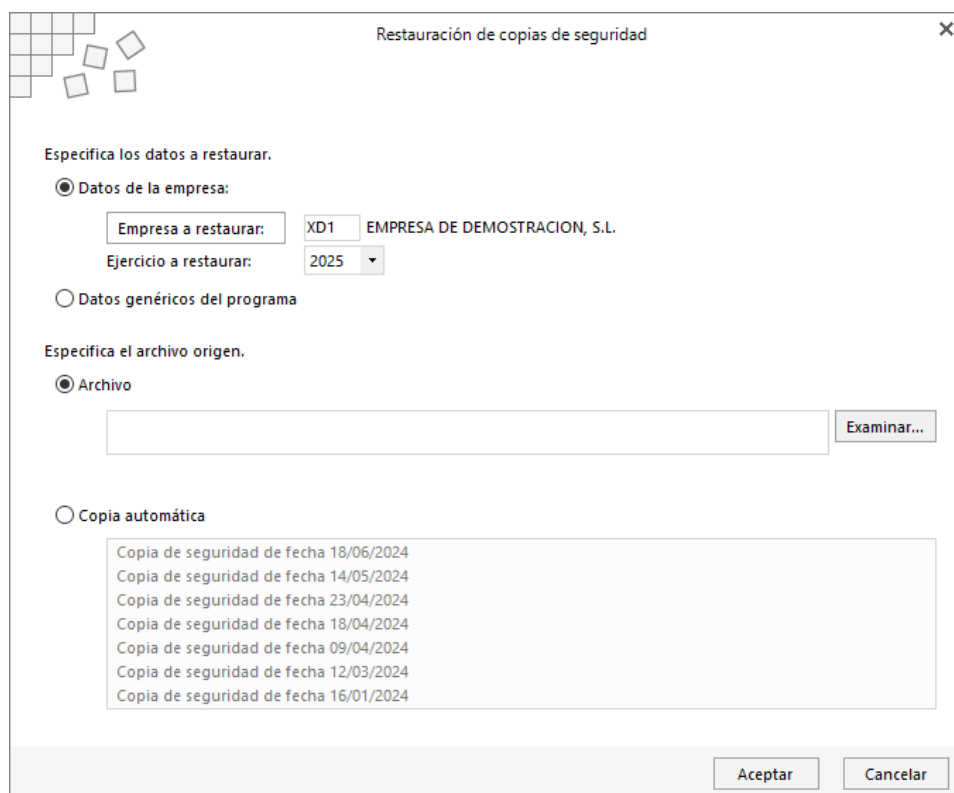 Restauración de copias de seguridad
Especifica los datos a restaurar.
Datos de la empresa:
Empresa a restaurar: XD1 EMPRESA DE DEMOSTRACION, S.L.
Ejercicio a restaurar: 2025
Datos genéricos del programa
Especifica el archivo origen.
Archivo
Examinar...
Copia automática
Copia de seguridad de fecha 18/06/2024
Copia de seguridad de fecha 14/05/2024
Copia de seguridad de fecha 23/04/2024
Copia de seguridad de fecha 18/04/2024
Copia de seguridad de fecha 09/04/2024
Copia de seguridad de fecha 12/03/2024
Copia de seguridad de fecha 16/01/2024
Aceptar Cancelar